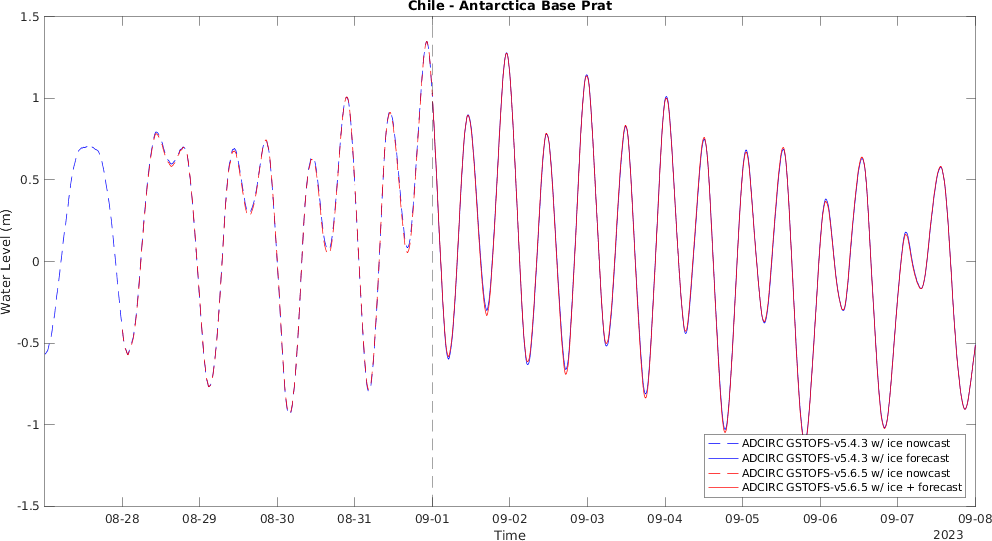 Chile - Antarctica Base Prat
1.5
1
0.5
0
-0.5
-1
-1.5
Water Level (m)
08-28 08-29 08-30 08-31 09-01 09-02 09-03 09-04 09-05 09-06 09-07 09-08
Time
2023
ADCIRC GSTOFS-v5.4.3 w/ ice nowcast
ADCIRC GSTOFS-v5.4.3 w/ ice forecast
ADCIRC GSTOFS-v5.6.5 w/ ice nowcast
ADCIRC GSTOFS-v5.6.5 w/ ice + forecast